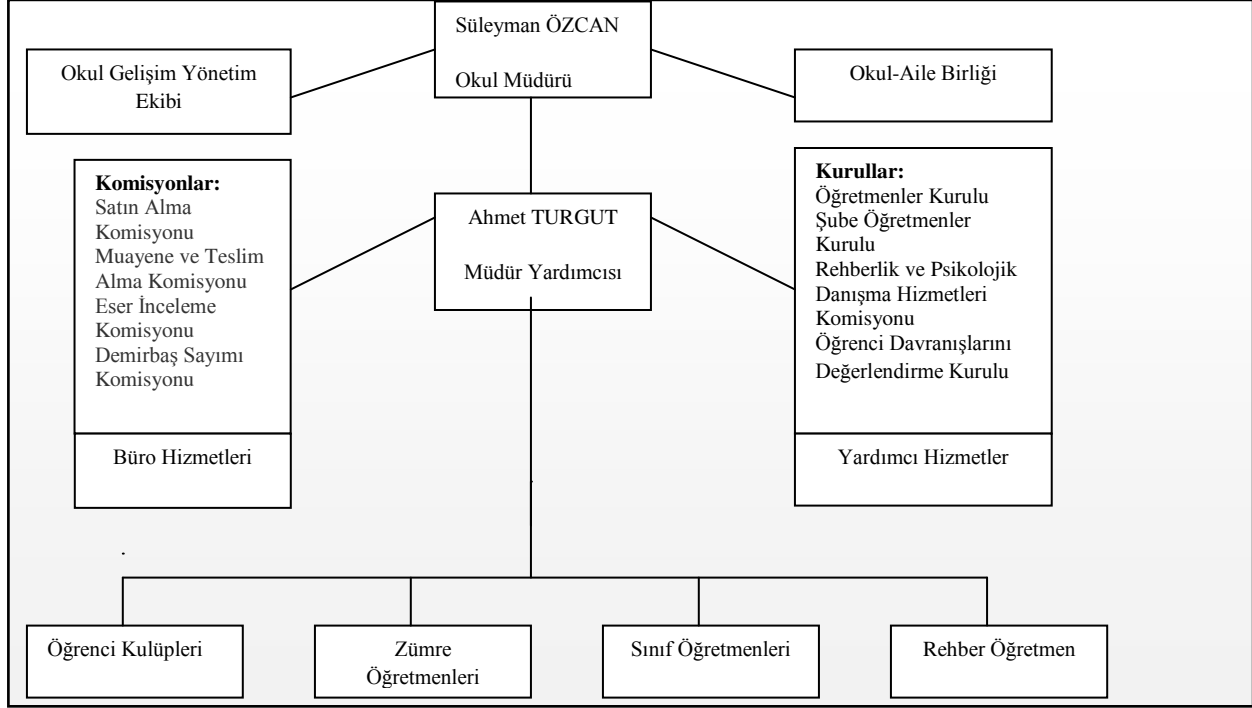 Süleyman ÖZCAN
Okul Müdürü
Okul Gelişim Yönetim
Ekibi
Okul-Aile Birliği
Komisyonlar:
Satın Alma
Komisyonu
Muayene ve Teslim
Alma Komisyonu
Eser İnceleme
Komisyonu
Demirbaş Sayımı
Komisyonu
Ahmet TURGUT
Müdür Yardımcısı
Kurullar:
Öğretmenler Kurulu
Şube Öğretmenler
Kurulu
Rehberlik ve Psikolojik
Danışma Hizmetleri
Komisyonu
Öğrenci Davranışlarını
Değerlendirme Kurulu
Büro Hizmetleri
Yardımcı Hizmetler
Öğrenci Kulüpleri
Zümre
Öğretmenleri
Sınıf Öğretmenleri
Rehber Öğretmen